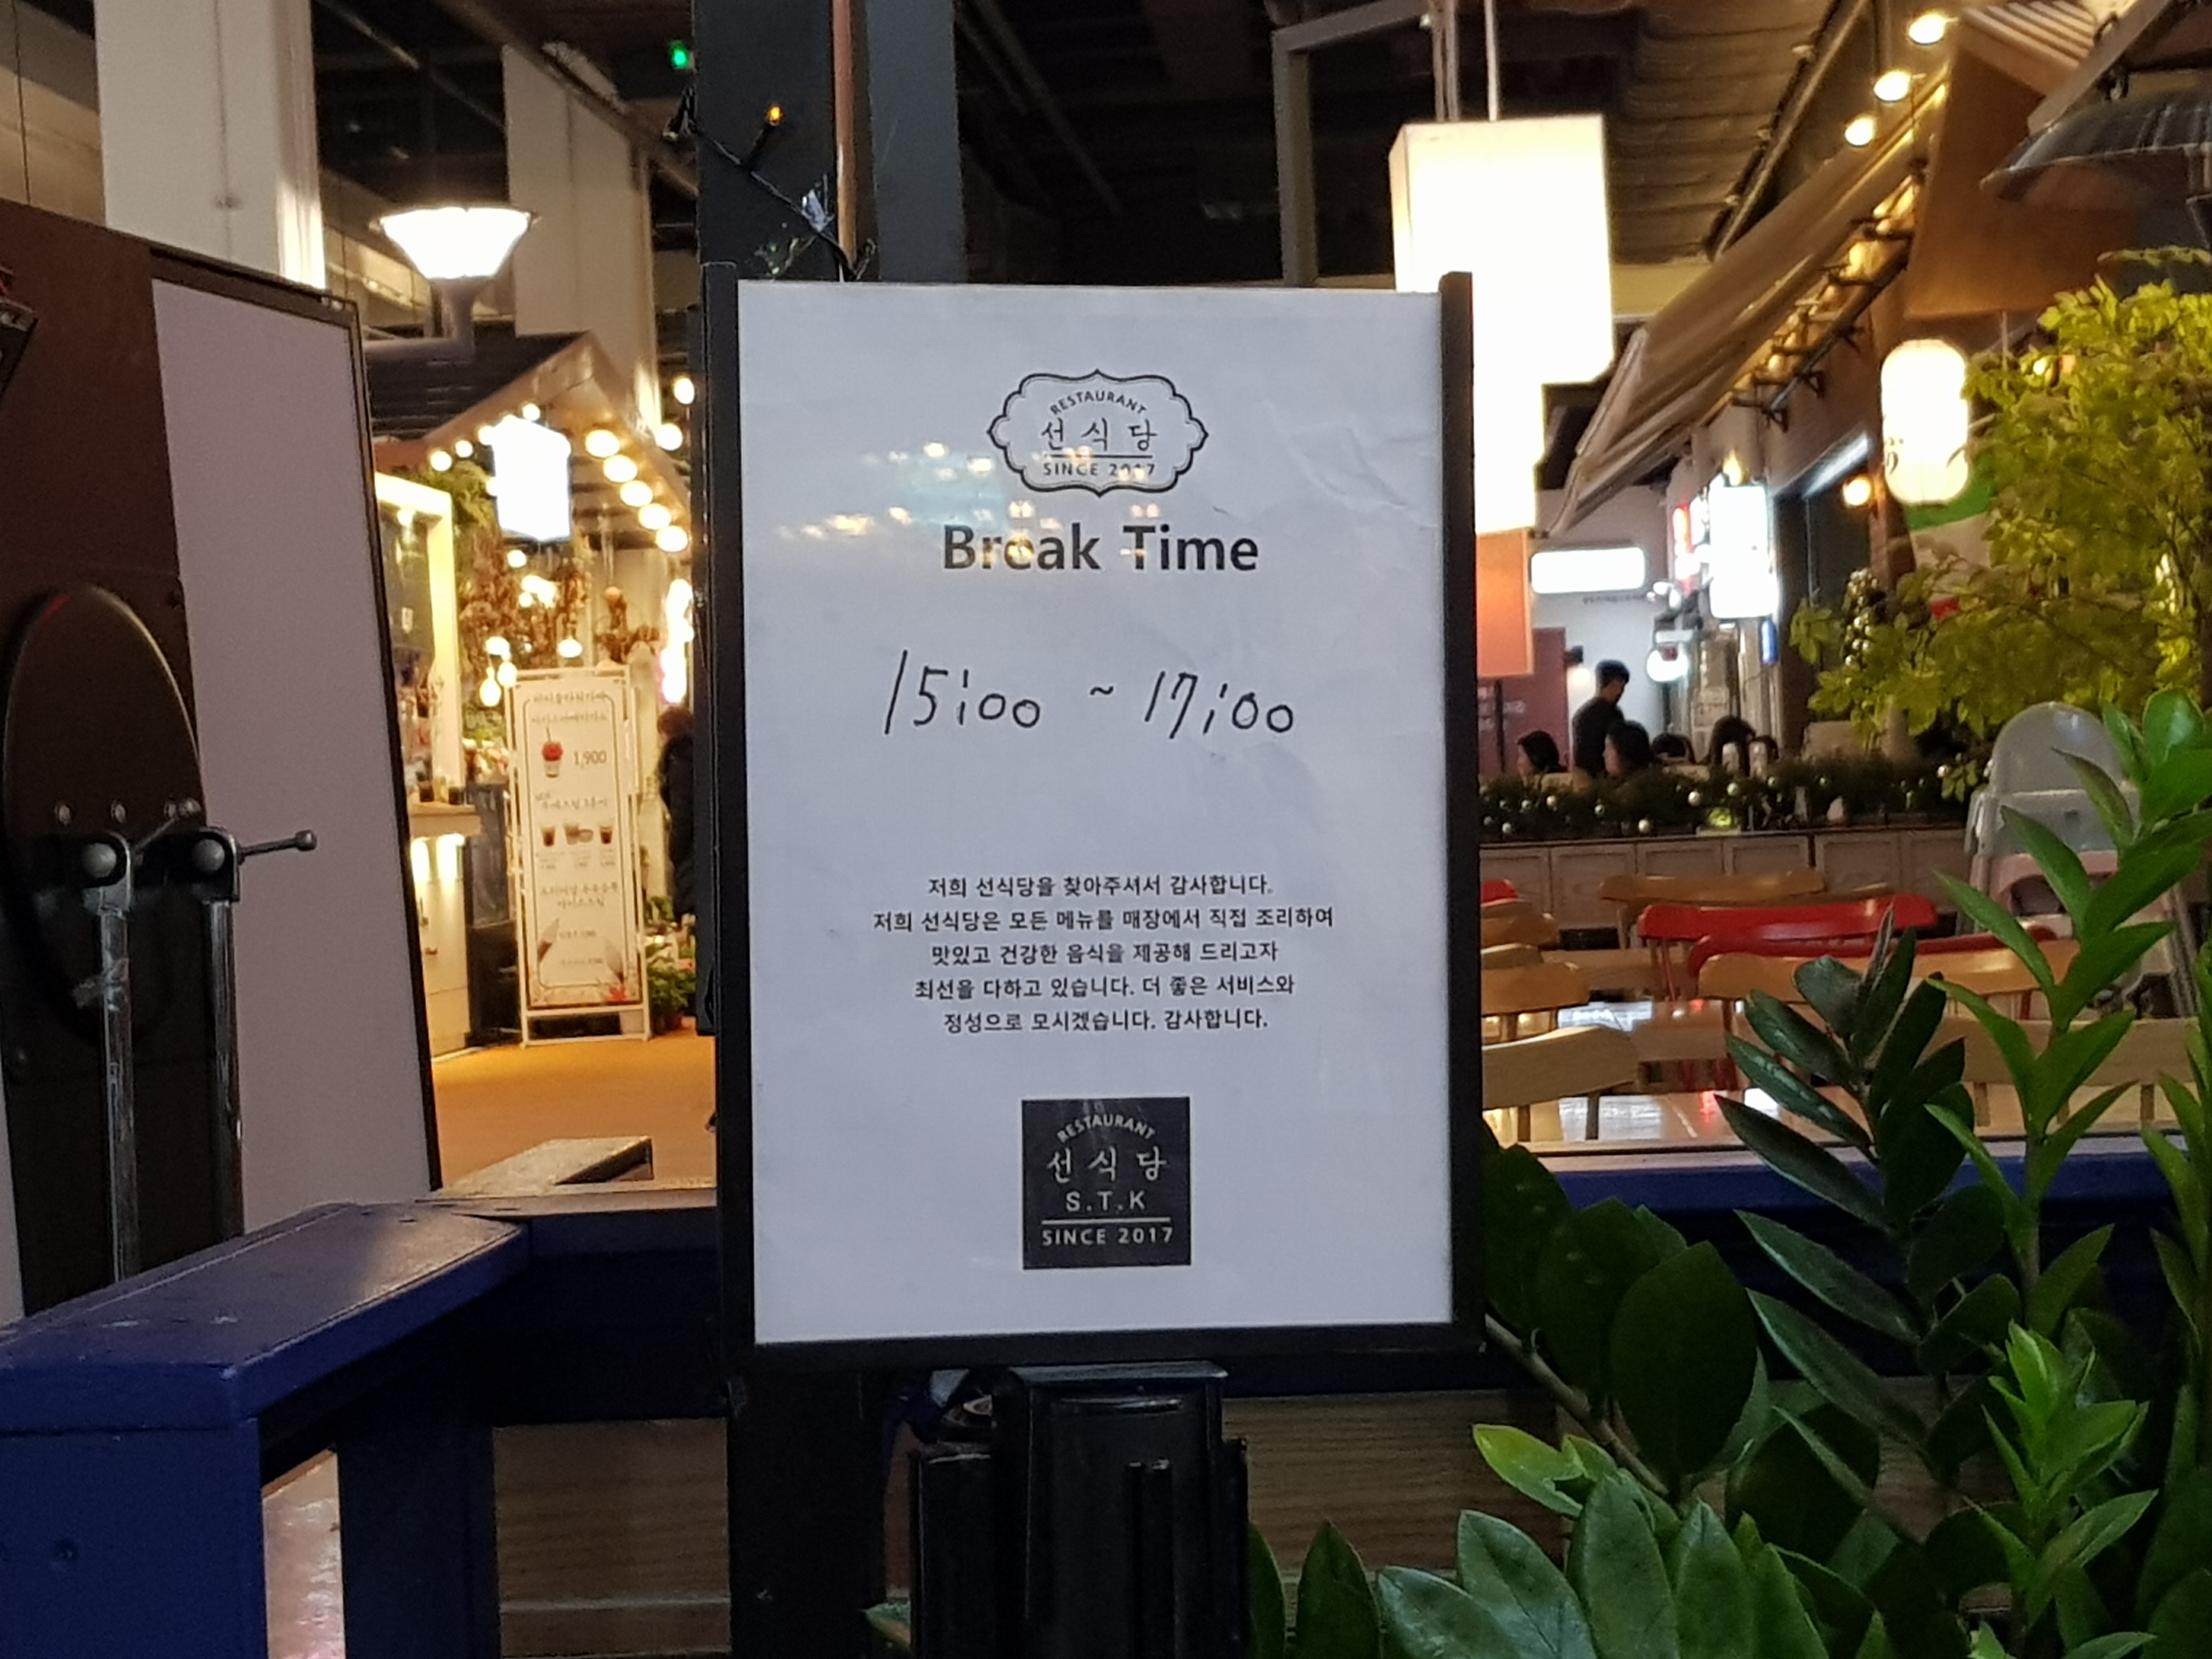 RESTAURANT
선식당
SINCE 2017
Break Time
15:00 ~ 17:00
저희 선식당을 찾아주셔서 감사합니다.
저희 선식당은 모든 메뉴를 매장에서 직접 조리하여
맛있고 건강한 음식을 제공해 드리고자
최선을 다하고 있습니다. 더 좋은 서비스와
정성으로 모시겠습니다. 감사합니다.
RESTAURANT
선식당
S.T.K
SINCE 2017
1,900